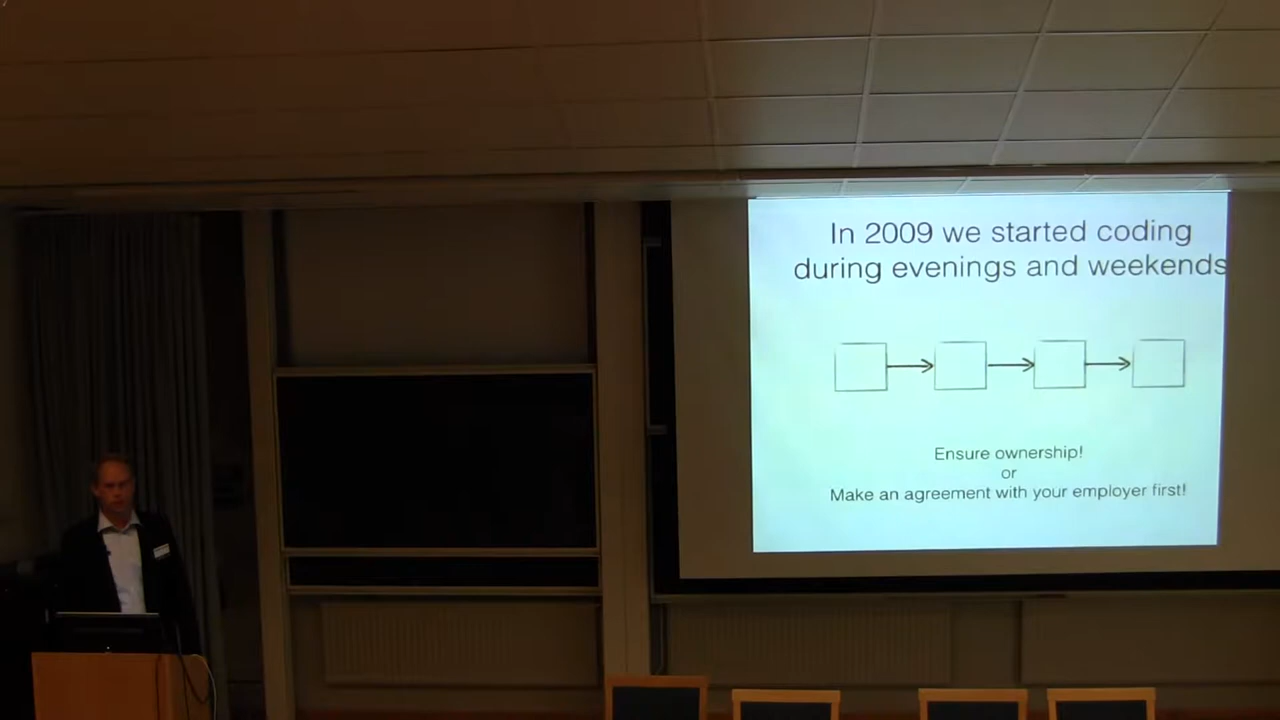 In 2009 we started coding
during evenings and weekends
Ensure ownership!
or
Make an agreement with your employer first!